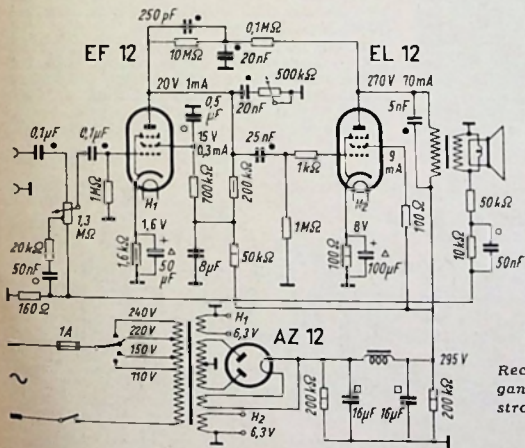 250 pF
0,1MΩ
EF 12
10MΩ
20nF
EL 12
20V 1mA
500kΩ
270V 70mA
20nF
5nF
0,5
µF
0,1µF
0,1µF
15V
0,3mA
25nF
1kΩ
9
mA
1MΩ
H1
700kΩ
200kΩ
H2
100Ω
50kΩ
1,3
MΩ
1,6V
1MΩ
8V
20kΩ
50nF
1,6kΩ
50
µF
8µF
50kΩ
100Ω
100µF
10kΩ
50nF
160Ω
240V
220V
150V
110V
1A
H1
6,3V
AZ 12
H2
6,3V
295V
200kΩ
16µF
16µF
200kΩ
Rec
gan
stro